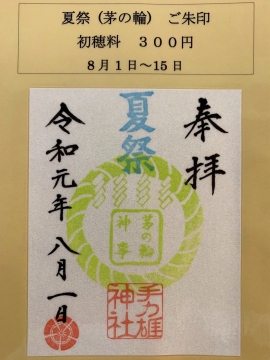 夏祭（茅の輪） ご朱印
初穂料 ３００円
８月１日～15日
奉拝
夏祭
茅の輪
神事
手力雄
神社
令和元年 八月一日